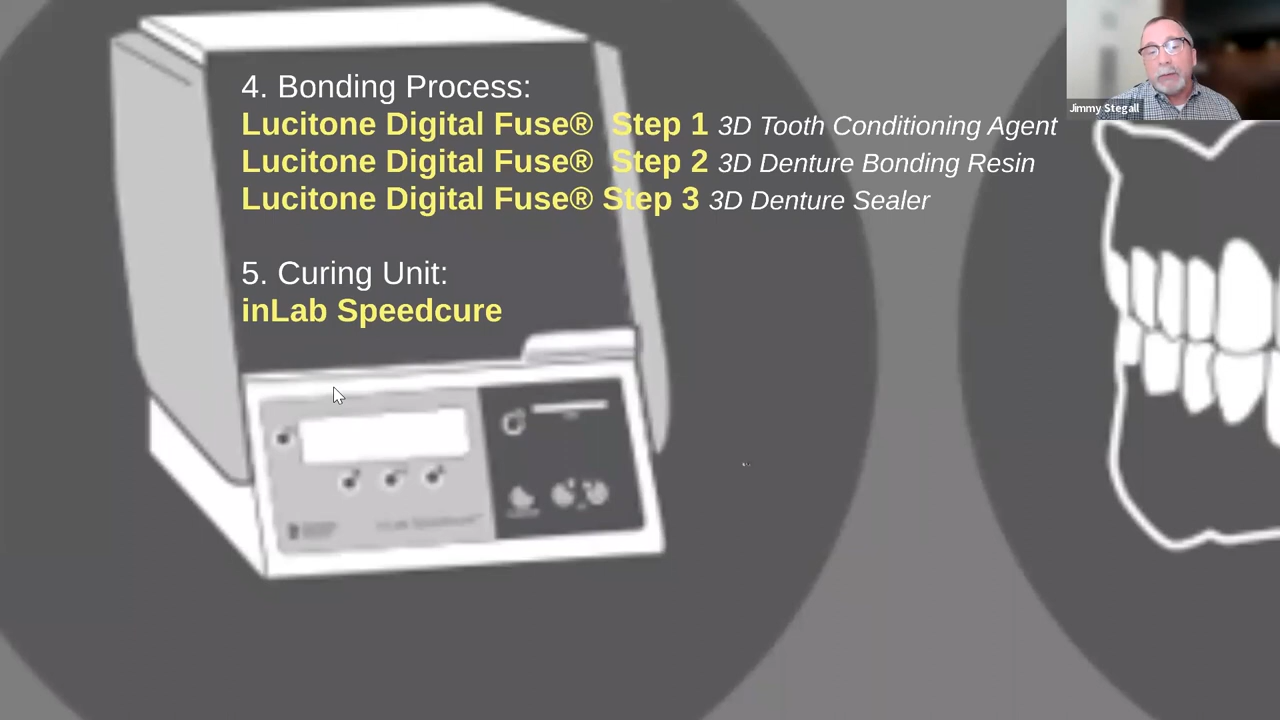 4. Bonding Process:
Lucitone Digital Fuse® Step 1 3D Tooth Conditioning Agent
Lucitone Digital Fuse® Step 2 3D Denture Bonding Resin
Lucitone Digital Fuse® Step 3 3D Denture Sealer
5. Curing Unit:
inLab Speedcure
Jimmy Stegall